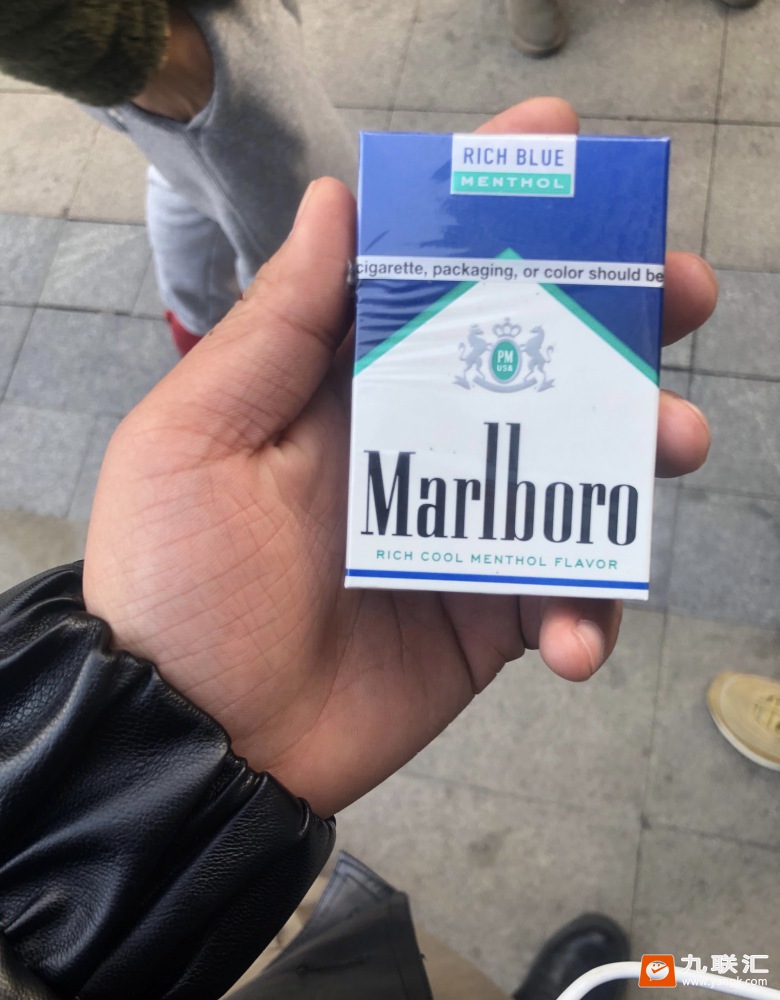 RICH BLUE
MENTHOL
cigarette, packaging, or color should be
PM
USA
Marlboro
RICH COOL MENTHOL FLAVOR
九联汇